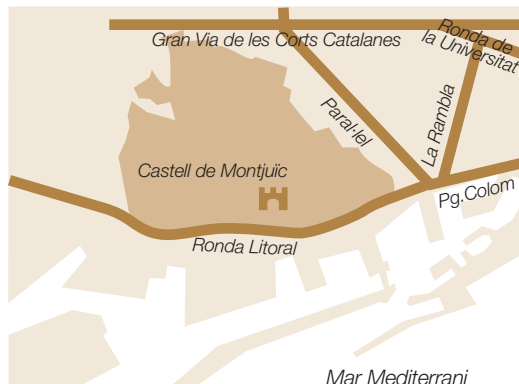 Ronda de
la Universitat
Gran Via de les Corts Catalanes
Paral·lel
La Rambla
Castell de Montjuïc
Pg.Colom
Ronda Litoral
Mar Mediterrani